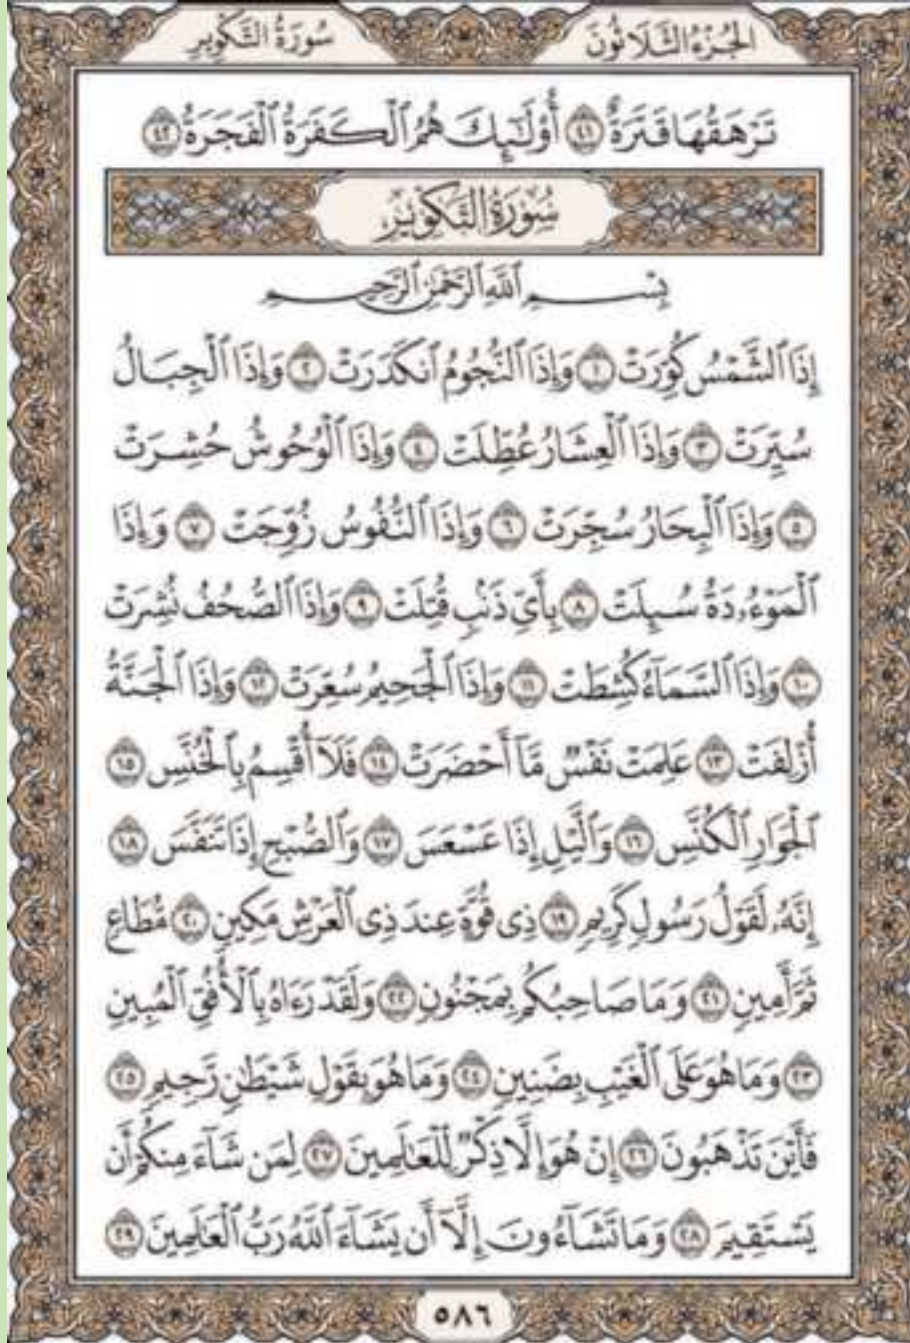 الجُزْءُ الثَّلَاثُونَ
سُورَةُ التَّكْوِيرِ
تَرْهَقُهَا قَتَرَةٌ ٤١ أُوْلَٰٓئِكَ هُمُ ٱلْكَفَرَةُ ٱلْفَجَرَةُ ٤٢
سُورَةُ التَّكْوِيرِ
بِسْمِ ٱللَّهِ ٱلرَّحْمَٰنِ ٱلرَّحِيمِ
إِذَا ٱلشَّمْسُ كُوِّرَتْ ١ وَإِذَا ٱلنُّجُومُ ٱنكَدَرَتْ ٢ وَإِذَا ٱلْجِبَالُ
سُيِّرَتْ ٣ وَإِذَا ٱلْعِشَارُ عُطِّلَتْ ٤ وَإِذَا ٱلْوُحُوشُ حُشِرَتْ
٥ وَإِذَا ٱلْبِحَارُ سُجِّرَتْ ٦ وَإِذَا ٱلنُّفُوسُ زُوِّجَتْ ٧ وَإِذَا
ٱلْمَوْءُۥدَةُ سُئِلَتْ ٨ بِأَيِّ ذَنۢبٍ قُتِلَتْ ٩ وَإِذَا ٱلصُّحُفُ نُشِرَتْ
١٠ وَإِذَا ٱلسَّمَآءُ كُشِطَتْ ١١ وَإِذَا ٱلْجَحِيمُ سُعِّرَتْ ١٢ وَإِذَا ٱلْجَنَّةُ
أُزْلِفَتْ ١٣ عَلِمَتْ نَفْسٌ مَّآ أَحْضَرَتْ ١٤ فَلَآ أُقْسِمُ بِٱلْخُنَّسِ ١٥
ٱلْجَوَارِ ٱلْكُنَّسِ ١٦ وَٱلَّيْلِ إِذَا عَسْعَسَ ١٧ وَٱلصُّبْحِ إِذَا تَنَفَّسَ ١٨
إِنَّهُۥ لَقَوْلُ رَسُولٍ كَرِيمٍ ١٩ ذِى قُوَّةٍ عِندَ ذِى ٱلْعَرْشِ مَكِينٍ ٢٠ مُّطَاعٍ
ثَمَّ أَمِينٍ ٢١ وَمَا صَاحِبُكُم بِمَجْنُونٍ ٢٢ وَلَقَدْ رَءَاهُ بِٱلْأُفُقِ ٱلْمُبِينِ
٢٣ وَمَا هُوَ عَلَى ٱلْغَيْبِ بِضَنِينٍ ٢٤ وَمَا هُوَ بِقَوْلِ شَيْطَٰنٍ رَّجِيمٍ ٢٥
فَأَيْنَ تَذْهَبُونَ ٢٦ إِنْ هُوَ إِلَّا ذِكْرٌ لِّلْعَٰلَمِينَ ٢٧ لِمَن شَآءَ مِنكُمْ أَن
يَسْتَقِيمَ ٢٨ وَمَا تَشَآءُونَ إِلَّآ أَن يَشَآءَ ٱللَّهُ رَبُّ ٱلْعَٰلَمِينَ ٢٩
٥٨٦